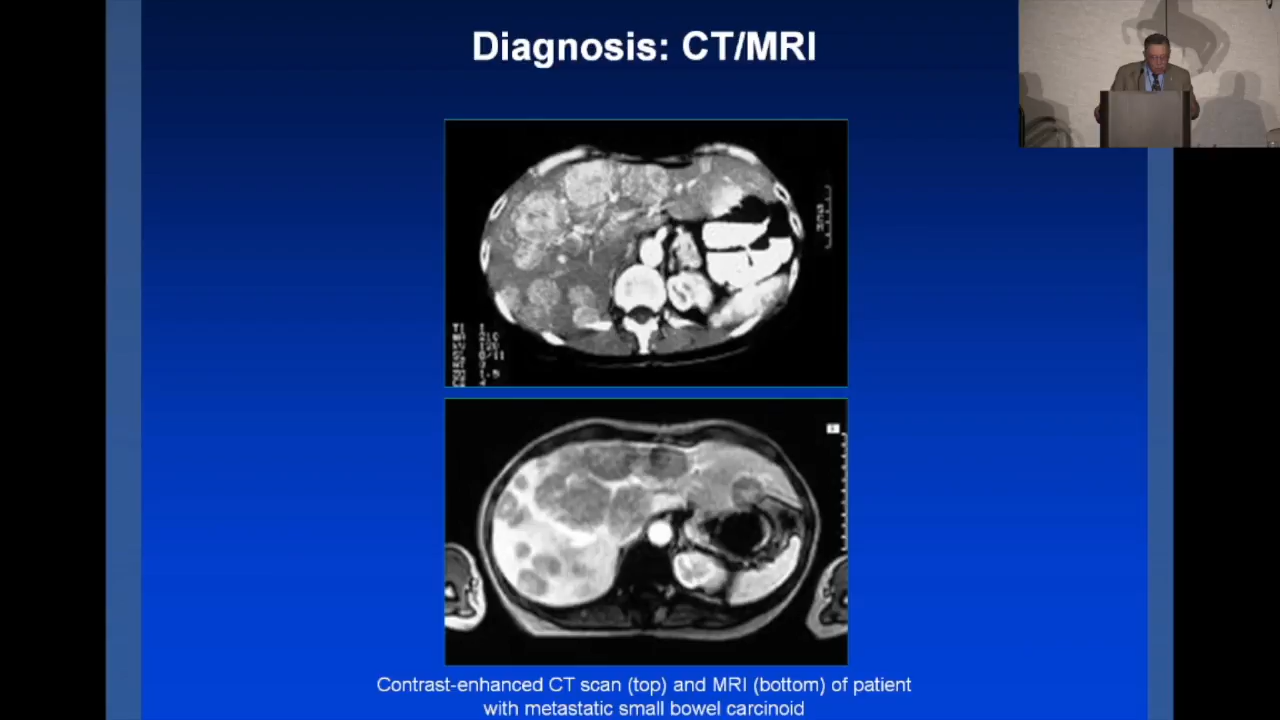 Diagnosis: CT/MRI
Contrast-enhanced CT scan (top) and MRI (bottom) of patient
with metastatic small bowel carcinoid